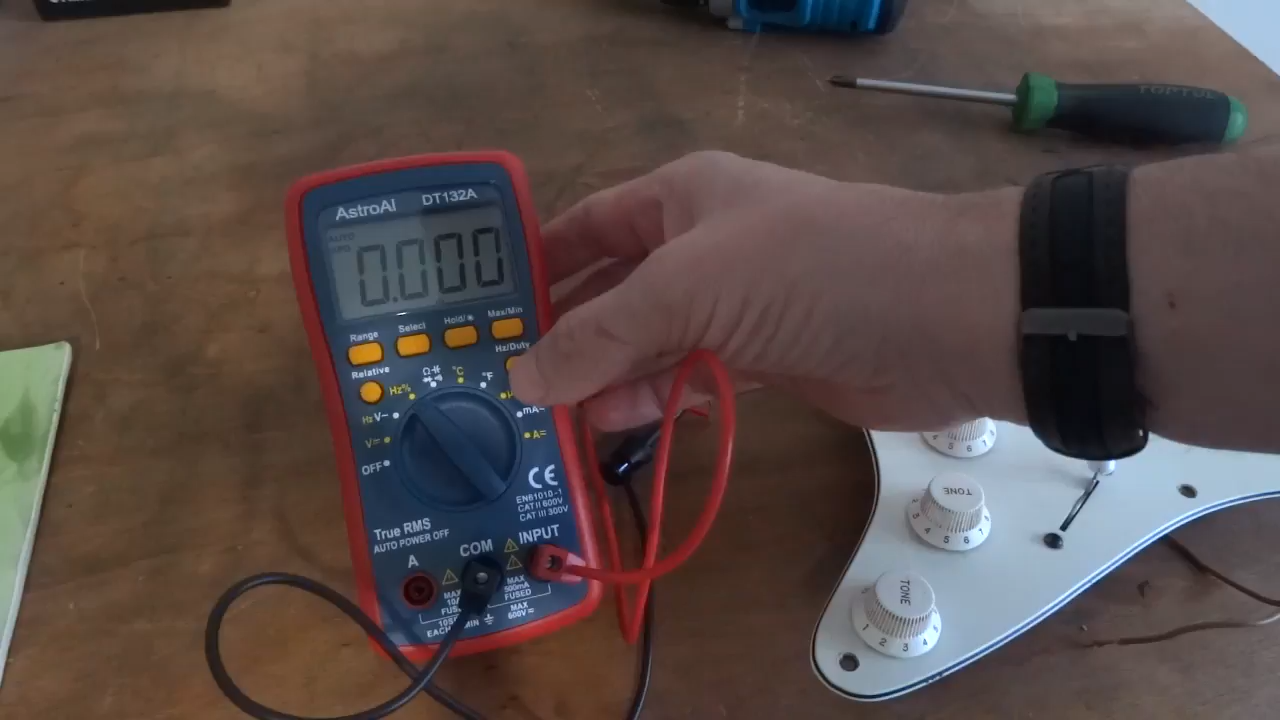 AstroAI DT132A
AUTO
0.000
Range Select Hold/☀ Max/Min
Relative Hz/Duty
Hz% °C °F
Hz V~ mA
V A
OFF
CE
EN61010-1
CAT II 600V
CAT III 300V
True RMS
AUTO POWER OFF
A COM INPUT
MAX
500mA
FUSED
MAX
600V
TONE
TONE